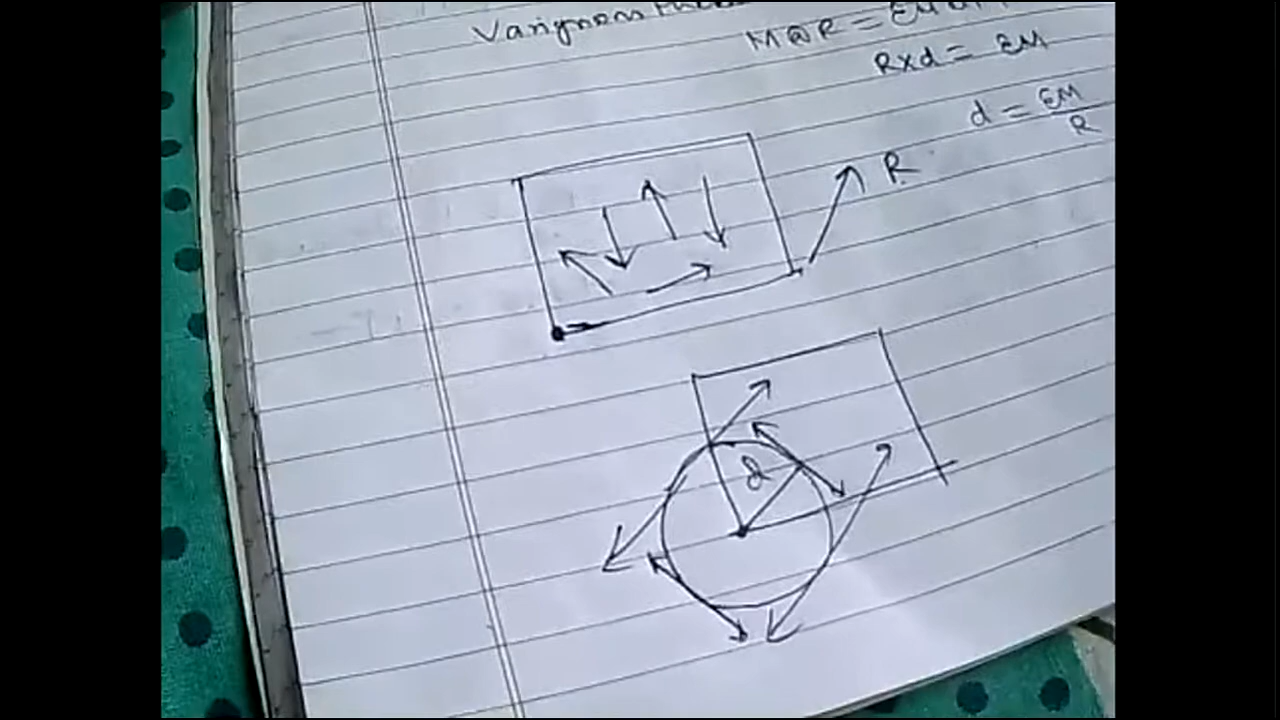 Varignons
M@R =
R×d = ΣM
d = ΣM
R
R
d